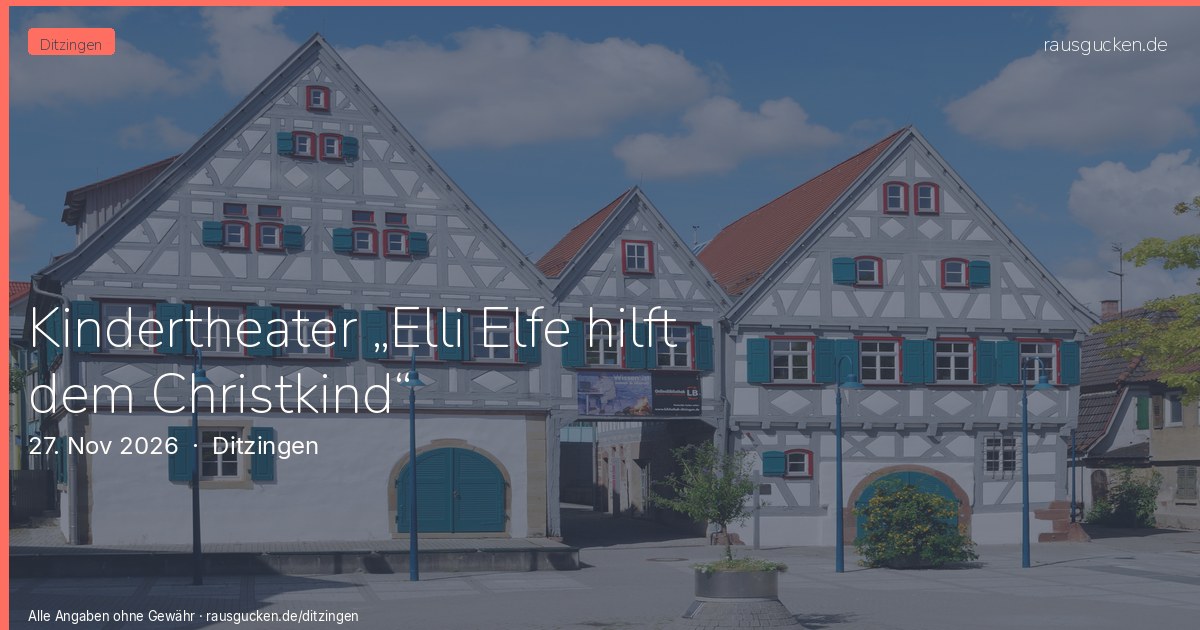 Ditzingen
rausgucken.de
Kindertheater „Elli Elfe hilft
dem Christkind“
27. Nov 2026 · Ditzingen
LB
Alle Angaben ohne Gewähr · rausgucken.de/ditzingen